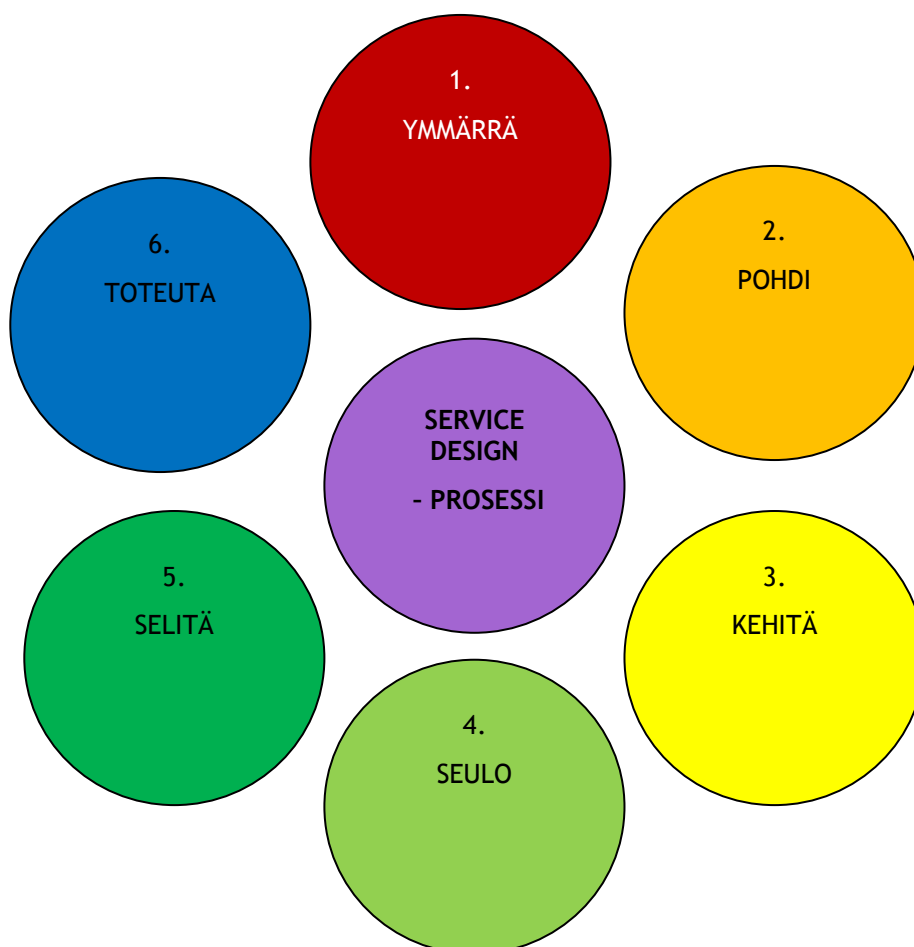 1.
YMMÄRRÄ
2.
POHDI
3.
KEHITÄ
4.
SEULO
5.
SELITÄ
6.
TOTEUTA
SERVICE
DESIGN
- PROSESSI